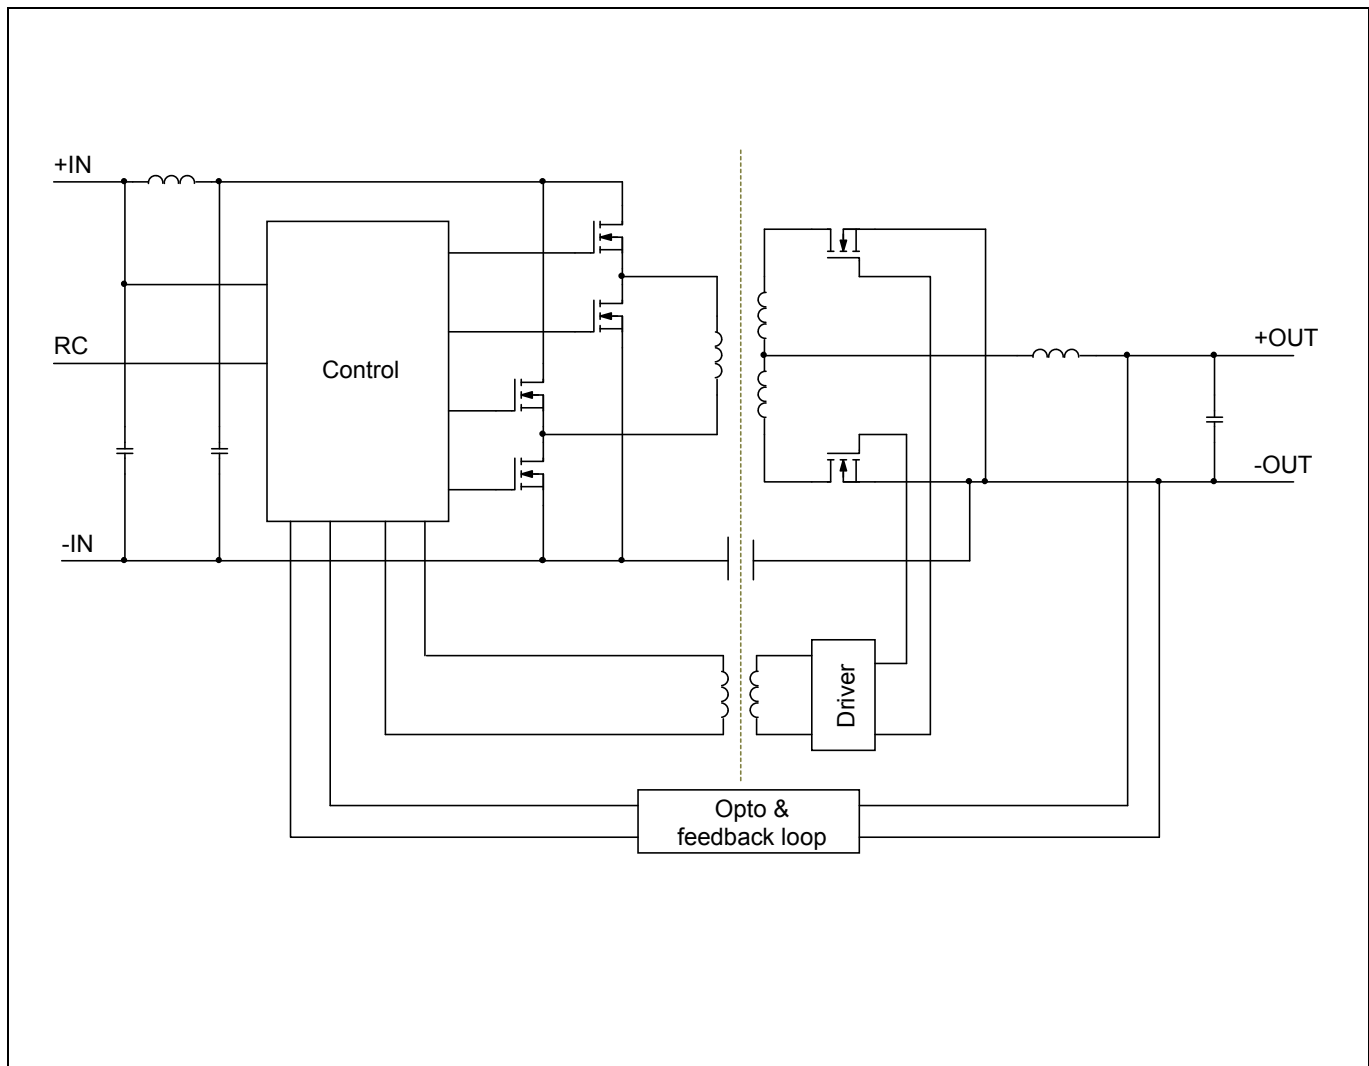 +IN
RC
Control
-IN
+OUT
-OUT
Driver
Opto &
feedback loop